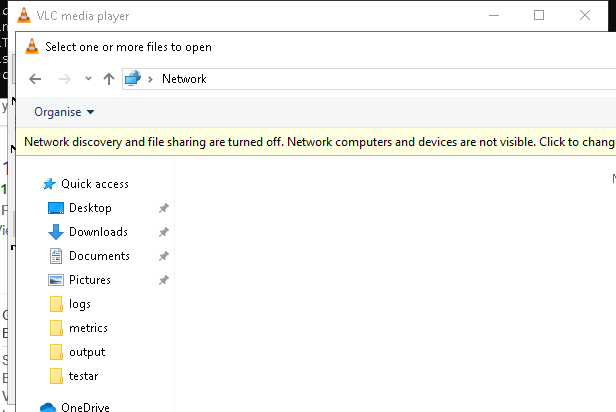 VLC media player
Select one or more files to open
Network
Organise
Network discovery and file sharing are turned off. Network computers and devices are not visible. Click to chang
Quick access
Desktop
Downloads
Documents
Pictures
logs
metrics
output
testar
OneDrive